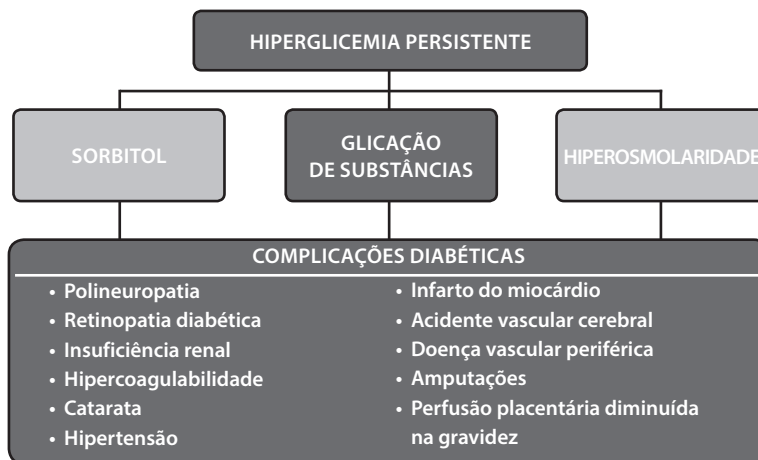 HIPERGLICEMIA PERSISTENTE
SORBITOL
GLICAÇÃO
DE SUBSTÂNCIAS
HIPEROSMOLARIDADE
COMPLICAÇÕES DIABÉTICAS
• Polineuropatia
• Retinopatia diabética
• Insuficiência renal
• Hipercoagulabilidade
• Catarata
• Hipertensão
• Infarto do miocárdio
• Acidente vascular cerebral
• Doença vascular periférica
• Amputações
• Perfusão placentária diminuída
na gravidez